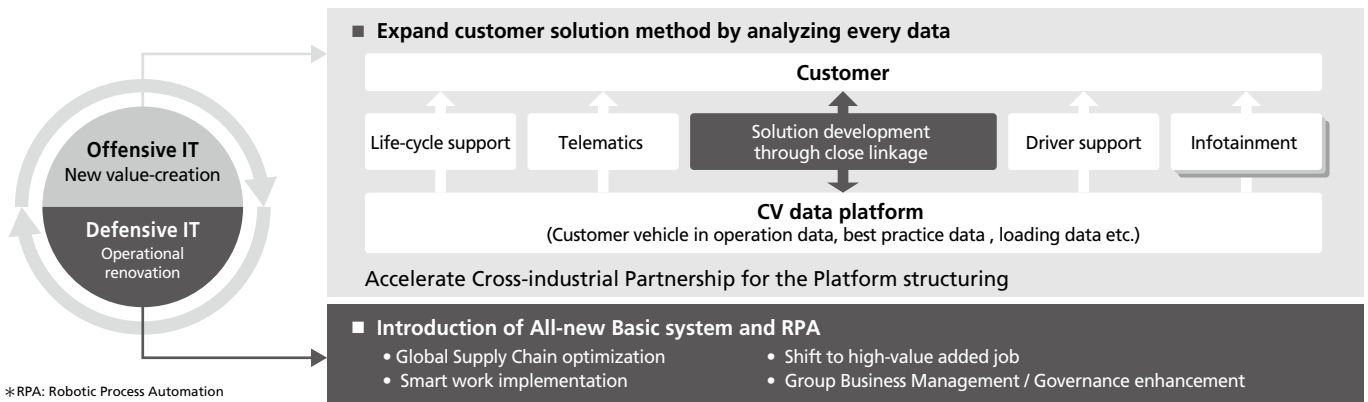 ■ Expand customer solution method by analyzing every data
Customer
Life-cycle support
Telematics
Solution development
through close linkage
Driver support
Infotainment
CV data platform
(Customer vehicle in operation data, best practice data , loading data etc.)
Accelerate Cross-industrial Partnership for the Platform structuring
Offensive IT
New value-creation
Defensive IT
Operational
renovation
■ Introduction of All-new Basic system and RPA
• Global Supply Chain optimization
• Smart work implementation
• Shift to high-value added job
• Group Business Management / Governance enhancement
＊RPA: Robotic Process Automation